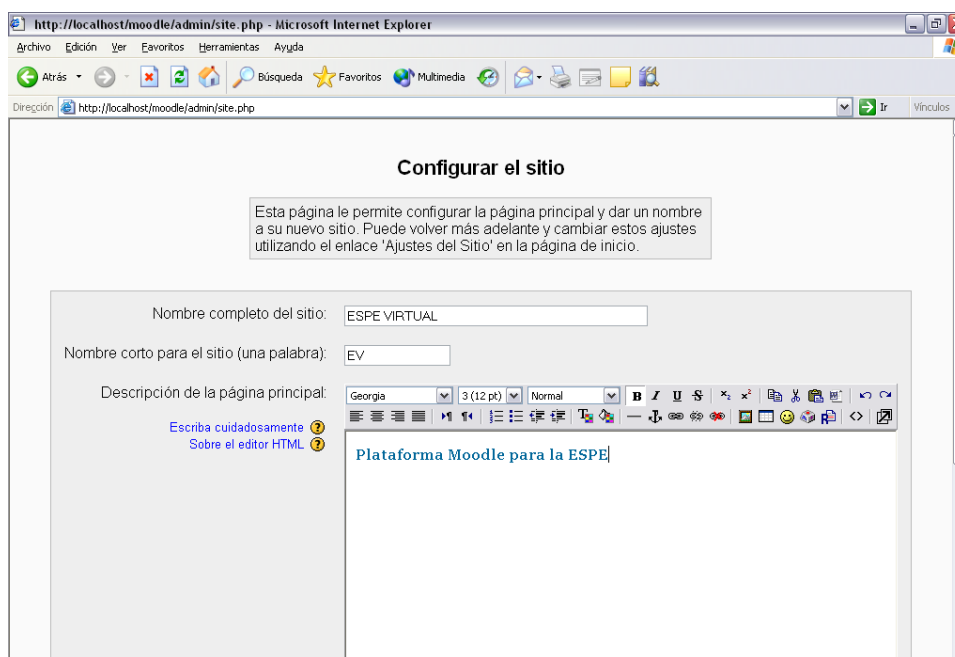 http://localhost/moodle/admin/site.php - Microsoft Internet Explorer
Archivo Edición Ver Favoritos Herramientas Ayuda
Atrás Búsqueda Favoritos Multimedia
Dirección http://localhost/moodle/admin/site.php Ir Vínculos
Configurar el sitio
Esta página le permite configurar la página principal y dar un nombre
a su nuevo sitio. Puede volver más adelante y cambiar estos ajustes
utilizando el enlace 'Ajustes del Sitio' en la página de inicio.
Nombre completo del sitio: ESPE VIRTUAL
Nombre corto para el sitio (una palabra): EV
Descripción de la página principal: Georgia 3 (12 pt) Normal B I U S x₂ x²
Escriba cuidadosamente ?
Sobre el editor HTML ?
Plataforma Moodle para la ESPE